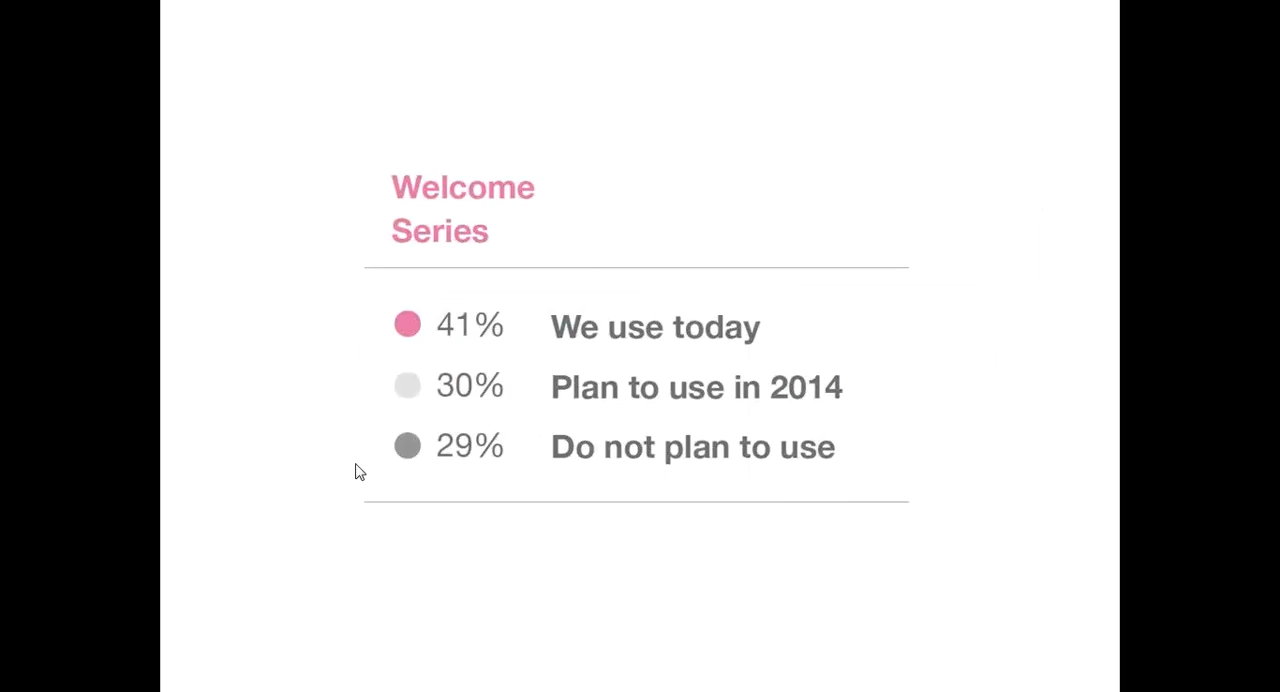 Welcome
Series
41% We use today
30% Plan to use in 2014
29% Do not plan to use